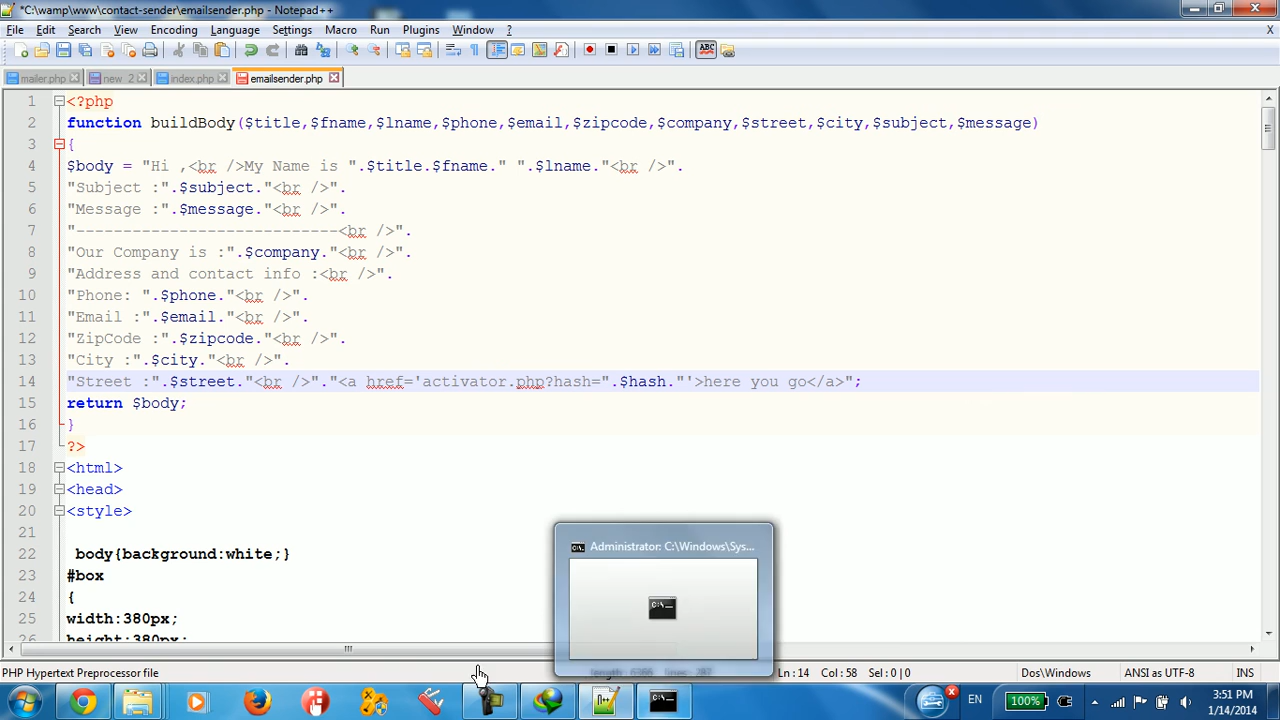 *C:\wamp\www\contact-sender\emailsender.php - Notepad++
File Edit Search View Encoding Language Settings Macro Run Plugins Window ? X
mailer.php new 2 index.php emailsender.php
1 <?php
2 function buildBody($title,$fname,$lname,$phone,$email,$zipcode,$company,$street,$city,$subject,$message)
3 {
4 $body = "Hi ,<br />My Name is ".$title.$fname." ".$lname."<br />".
5 "Subject :".$subject."<br />".
6 "Message :".$message."<br />".
7 "----------------------------<br />".
8 "Our Company is :".$company."<br />".
9 "Address and contact info :<br />".
10 "Phone: ".$phone."<br />".
11 "Email :".$email."<br />".
12 "ZipCode :".$zipcode."<br />".
13 "City :".$city."<br />".
14 "Street :".$street."<br />"."<a href='activator.php?hash=".$hash."'>here you go</a>";
15 return $body;
16 }
17 ?>
18 <html>
19 <head>
20 <style>
21
22 body{background:white;}
23 #box
24 {
25 width:380px;
26 height:380px;
Administrator: C:\Windows\Sys...
C:\
PHP Hypertext Preprocessor file Ln : 14 Col : 58 Sel : 0 | 0 Dos\Windows ANSI as UTF-8 INS
EN 100% 3:51 PM
1/14/2014